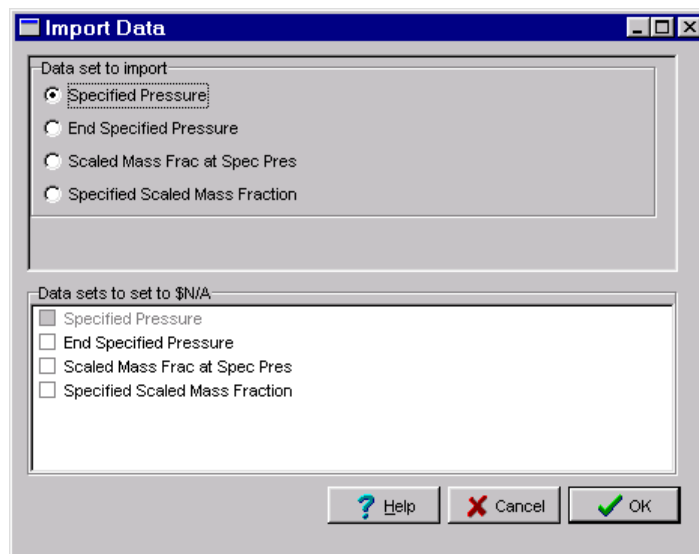 Import Data
Data set to import
Specified Pressure
End Specified Pressure
Scaled Mass Frac at Spec Pres
Specified Scaled Mass Fraction
Data sets to set to $N/A
Specified Pressure
End Specified Pressure
Scaled Mass Frac at Spec Pres
Specified Scaled Mass Fraction
? Help Cancel OK